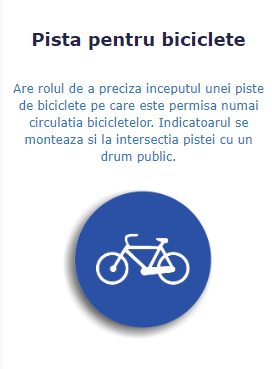 Pista pentru biciclete
Are rolul de a preciza inceputul unei piste
de biciclete pe care este permisa numai
circulatia bicicletelor. Indicatoarul se
monteaza si la intersectia pistei cu un
drum public.